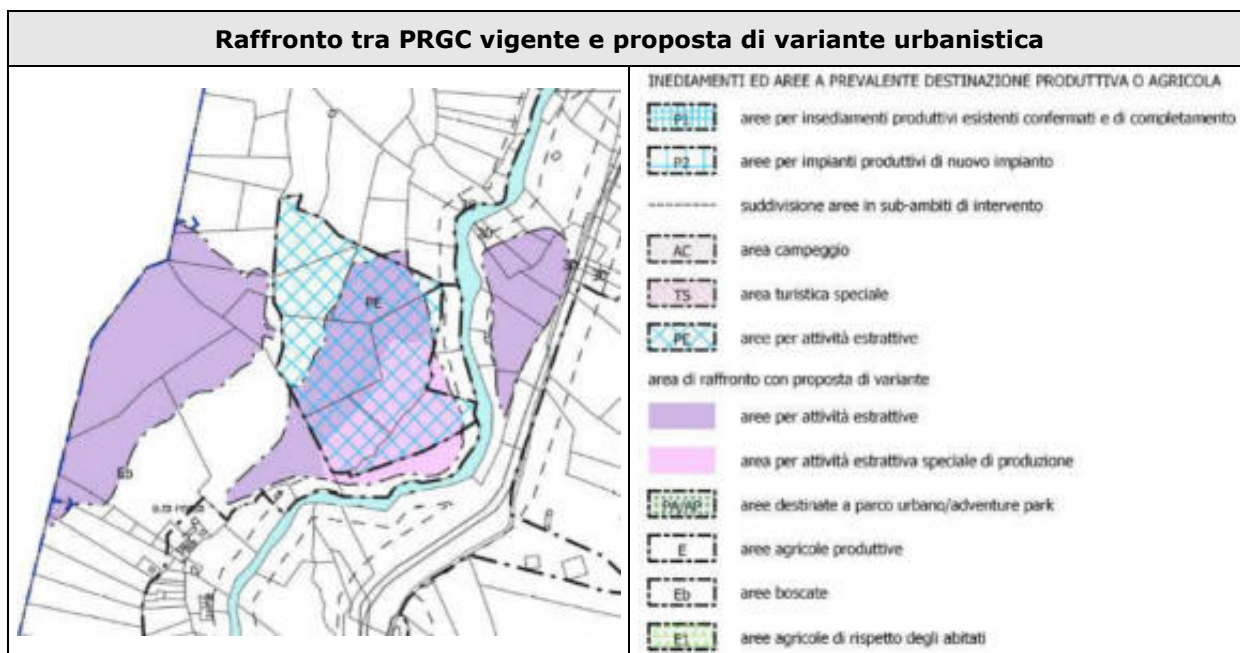 Raffronto tra PRGC vigente e proposta di variante urbanistica
INEDIAMENTI ED AREE A PREVALENTE DESTINAZIONE PRODUTTIVA O AGRICOLA
P1 aree per insediamenti produttivi esistenti confermati e di completamento
P2 aree per impianti produttivi di nuovo impianto
suddivisione aree in sub-ambiti di intervento
AC area campeggio
TS area turistica speciale
PE aree per attività estrattive
area di raffronto con proposta di variante
aree per attività estrattive
area per attività estrattiva speciale di produzione
aree destinate a parco urbano/adventure park
E aree agricole produttive
Eb aree boscate
E1 aree agricole di rispetto degli abitati
PE
Eb